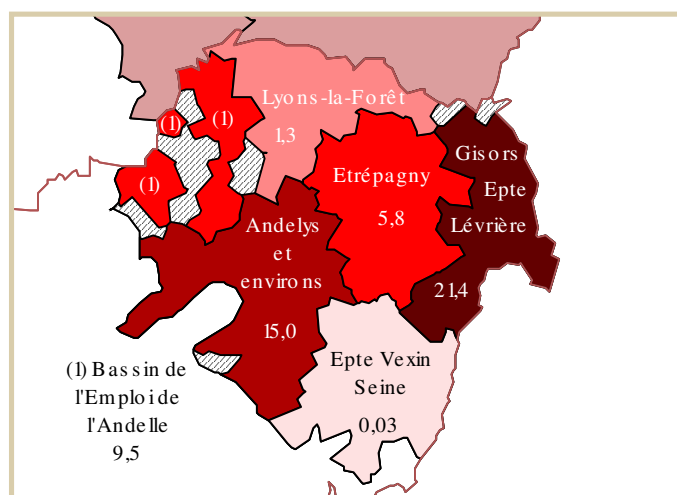 Lyons-la-Forêt
1,3
(1)
(1)
(1)
Gisors
Epte
Lévrière
21,4
Etrépagny
5,8
Andelys
et
environs
15,0
Epte Vexin
Seine
0,03
(1) Bassin de
l'Emploi de
l'Andelle
9,5